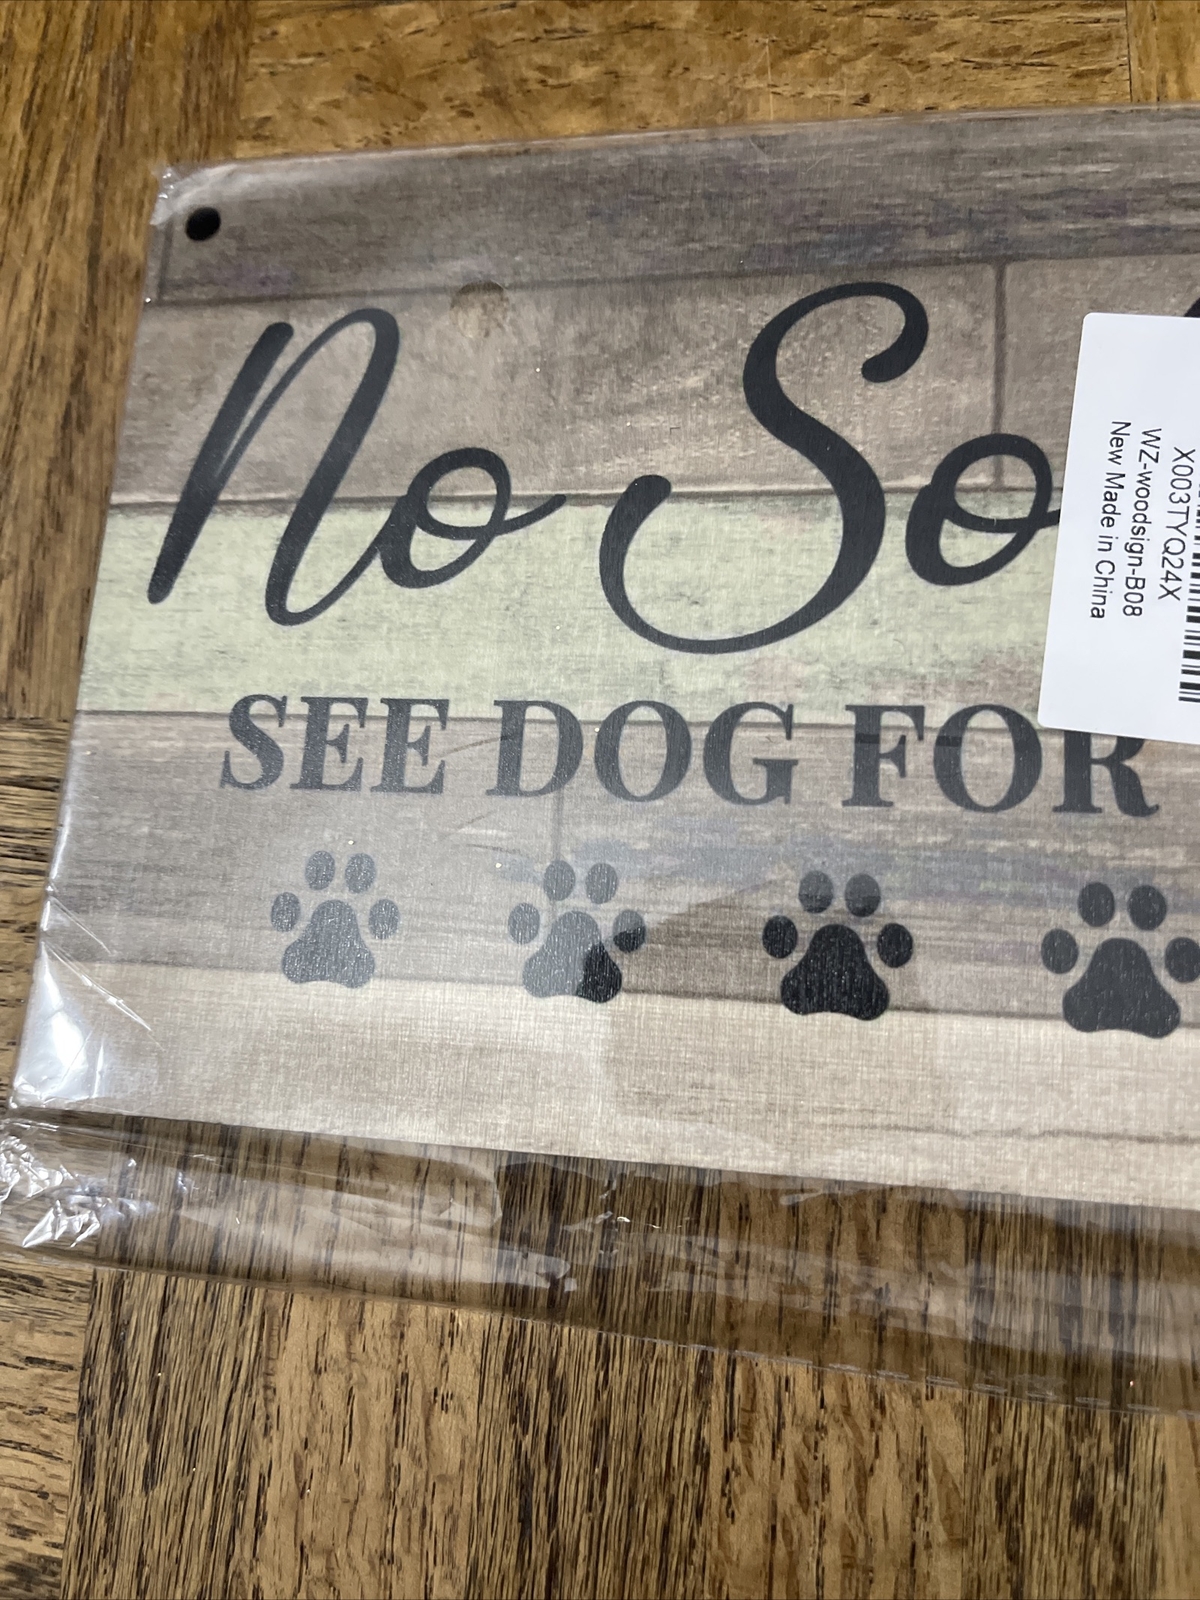 No So
SEE DOG FOR
X003TYQ24X
WZ-woodsign-B08
New Made in China